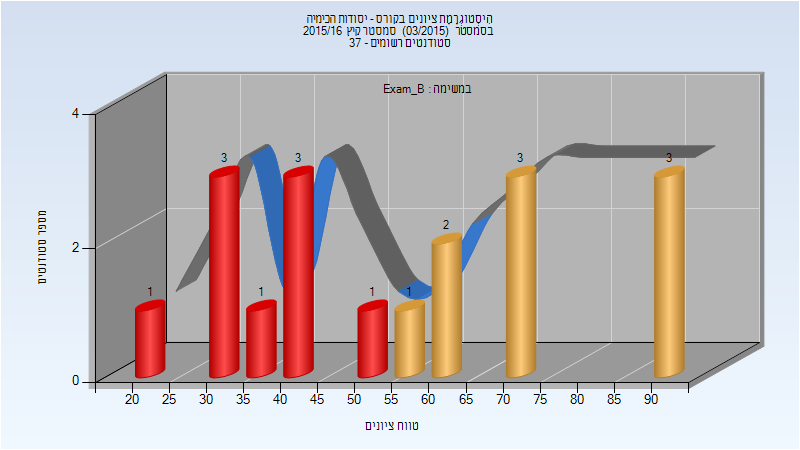 הִיסְטוֹגְרָמַת ציונים בקורס - יסודות הכימיה
בסמסטר (03/2015) סמסטר קיץ 2015/16
סטודנטים רשומים - 37
במשימה : Exam_B
מספר סטודנטים
4
2
0
1
3
1
3
1
1
2
3
3
20 25 30 35 40 45 50 55 60 65 70 75 80 85 90
טווח ציונים